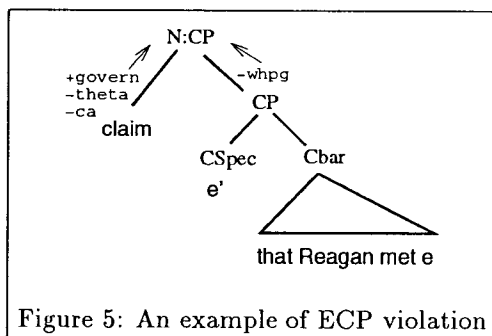 N:CP
+govern
-theta
-ca
-whpg
claim
CP
CSpec
Cbar
e'
that Reagan met e
Figure 5: An example of ECP violation